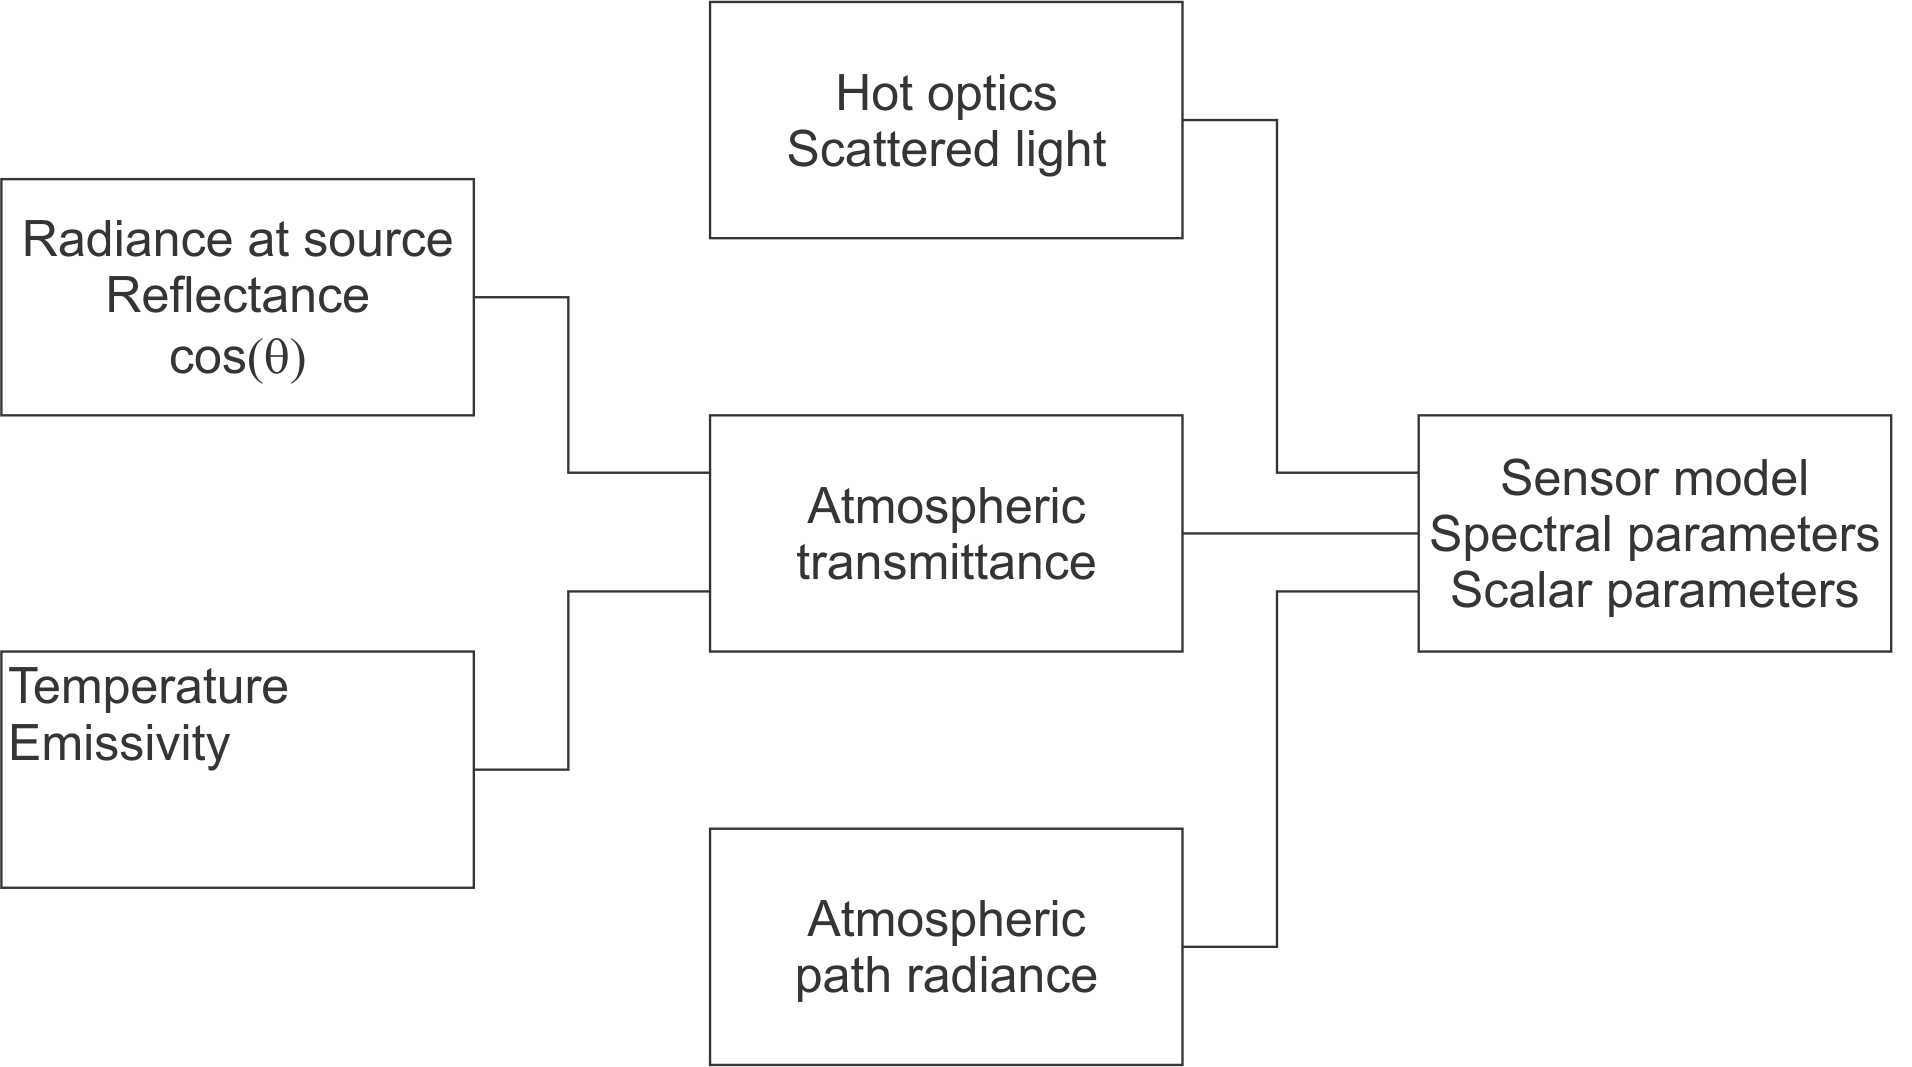 Hot optics
Scattered light
Radiance at source
Reflectance
cos(θ)
Atmospheric
transmittance
Sensor model
Spectral parameters
Scalar parameters
Temperature
Emissivity
Atmospheric
path radiance